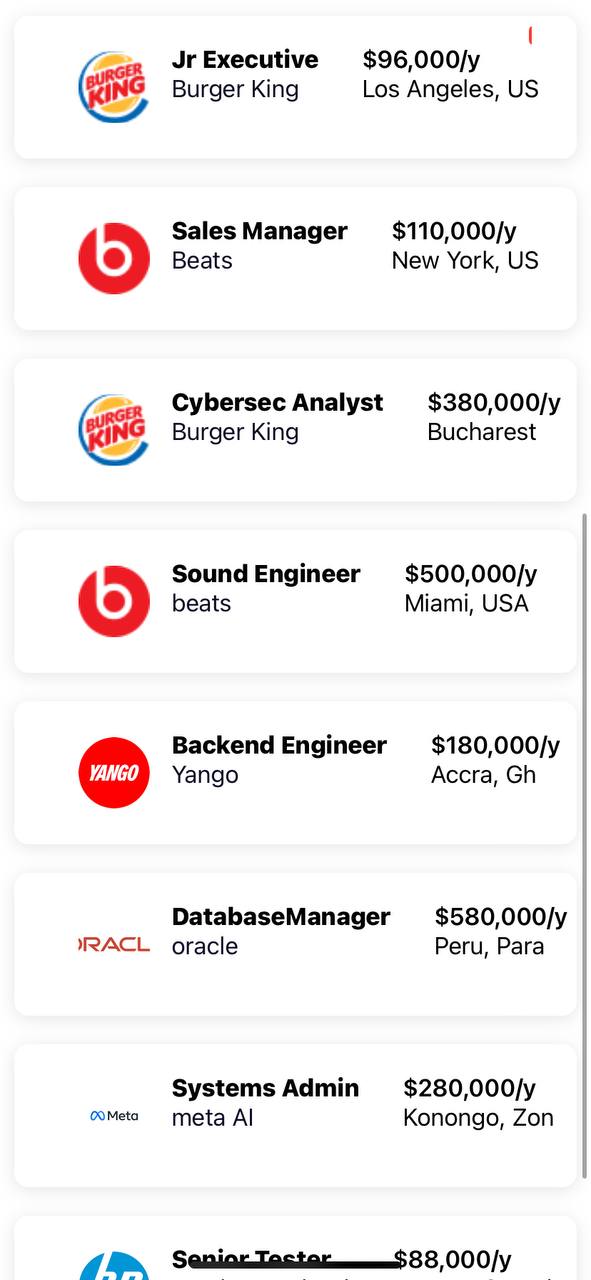 BURGER KING
Jr Executive
Burger King
$96,000/y
Los Angeles, US
Sales Manager
Beats
$110,000/y
New York, US
BURGER KING
Cybersec Analyst
Burger King
$380,000/y
Bucharest
Sound Engineer
beats
$500,000/y
Miami, USA
YANGO
Backend Engineer
Yango
$180,000/y
Accra, Gh
RACL
DatabaseManager
oracle
$580,000/y
Peru, Para
Meta
Systems Admin
meta AI
$280,000/y
Konongo, Zon
hp
Senior Tester
$88,000/y